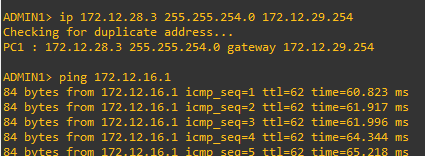 ADMIN1> ip 172.12.28.3 255.255.254.0 172.12.29.254
Checking for duplicate address...
PC1 : 172.12.28.3 255.255.254.0 gateway 172.12.29.254
ADMIN1> ping 172.12.16.1
84 bytes from 172.12.16.1 icmp_seq=1 ttl=62 time=60.823 ms
84 bytes from 172.12.16.1 icmp_seq=2 ttl=62 time=61.917 ms
84 bytes from 172.12.16.1 icmp_seq=3 ttl=62 time=61.996 ms
84 bytes from 172.12.16.1 icmp_seq=4 ttl=62 time=64.344 ms
84 bytes from 172.12.16.1 icmp_seq=5 ttl=62 time=65.218 ms